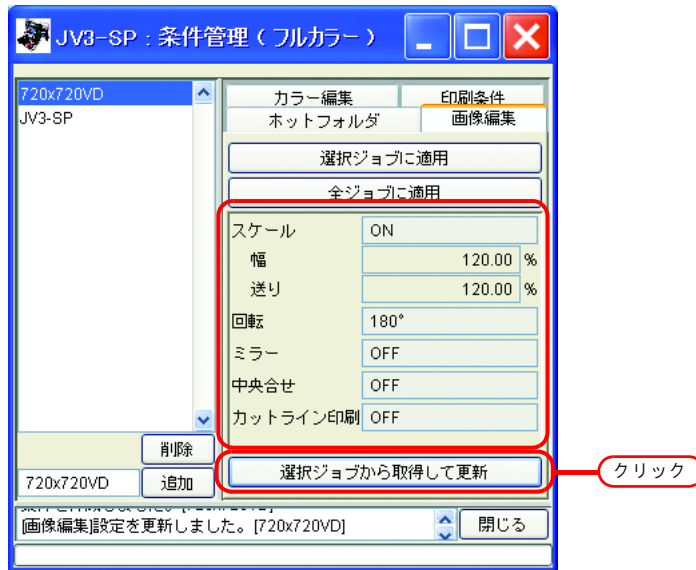 JV3-SP : 条件管理 ( フルカラー )
720x720VD
JV3-SP
カラー編集
印刷条件
ホットフォルダ
画像編集
選択ジョブに適用
全ジョブに適用
スケール ON
幅 120.00 %
送り 120.00 %
回転 180°
ミラー OFF
中央合せ OFF
カットライン印刷 OFF
削除
720x720VD
追加
選択ジョブから取得して更新
クリック
[画像編集]設定を更新しました。[720x720VD]
閉じる